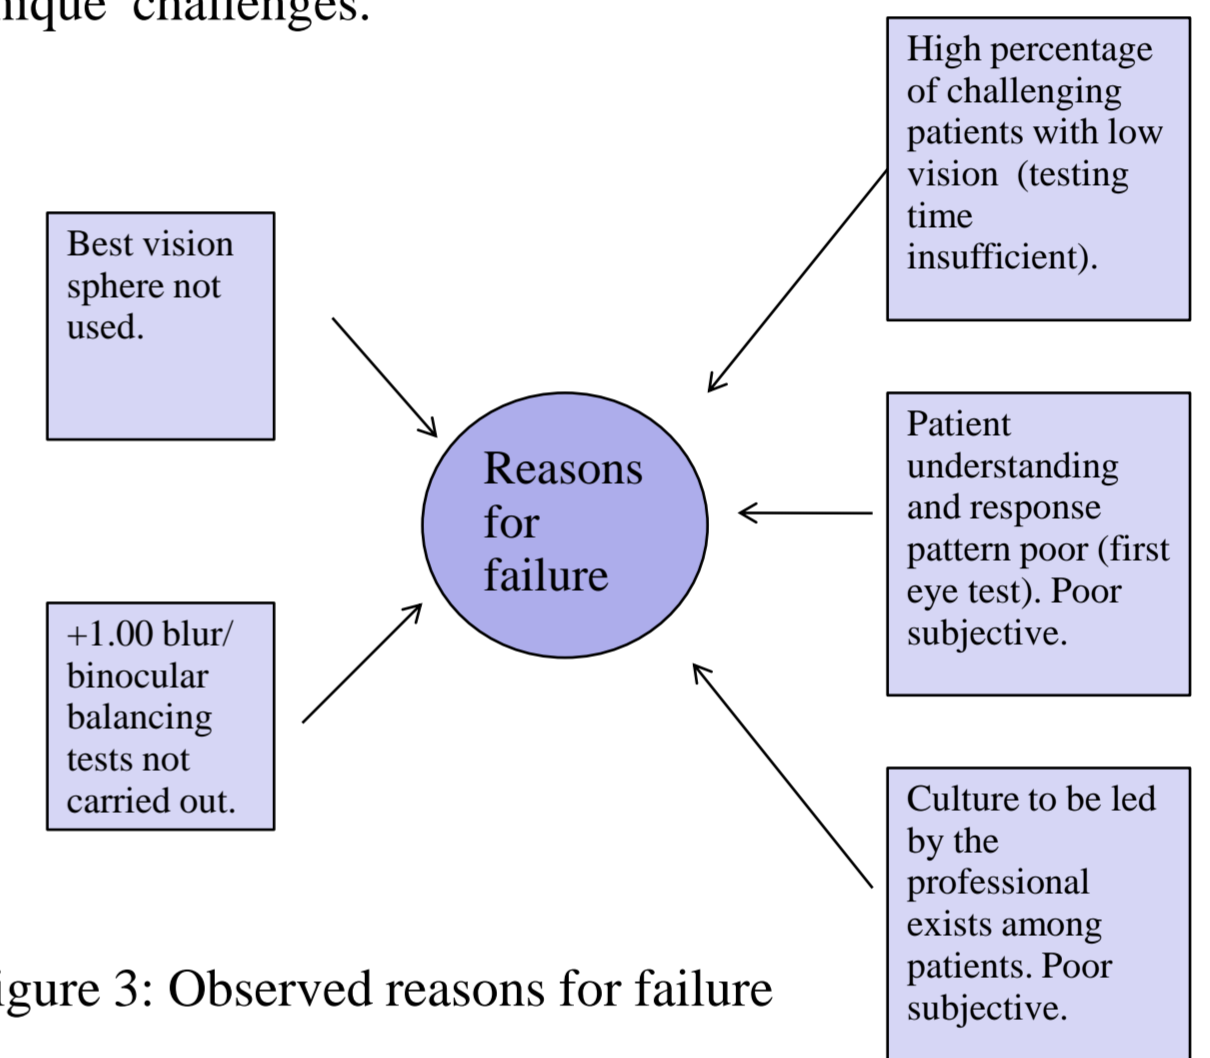 challenges.
High percentage
of challenging
patients with low
vision (testing
time
insufficient).
Best vision
sphere not
used.
Patient
understanding
and response
pattern poor (first
eye test). Poor
subjective.
Reasons
for
failure
+1.00 blur/
binocular
balancing
tests not
carried out.
Culture to be led
by the
professional
exists among
patients. Poor
subjective.
igure 3: Observed reasons for failure